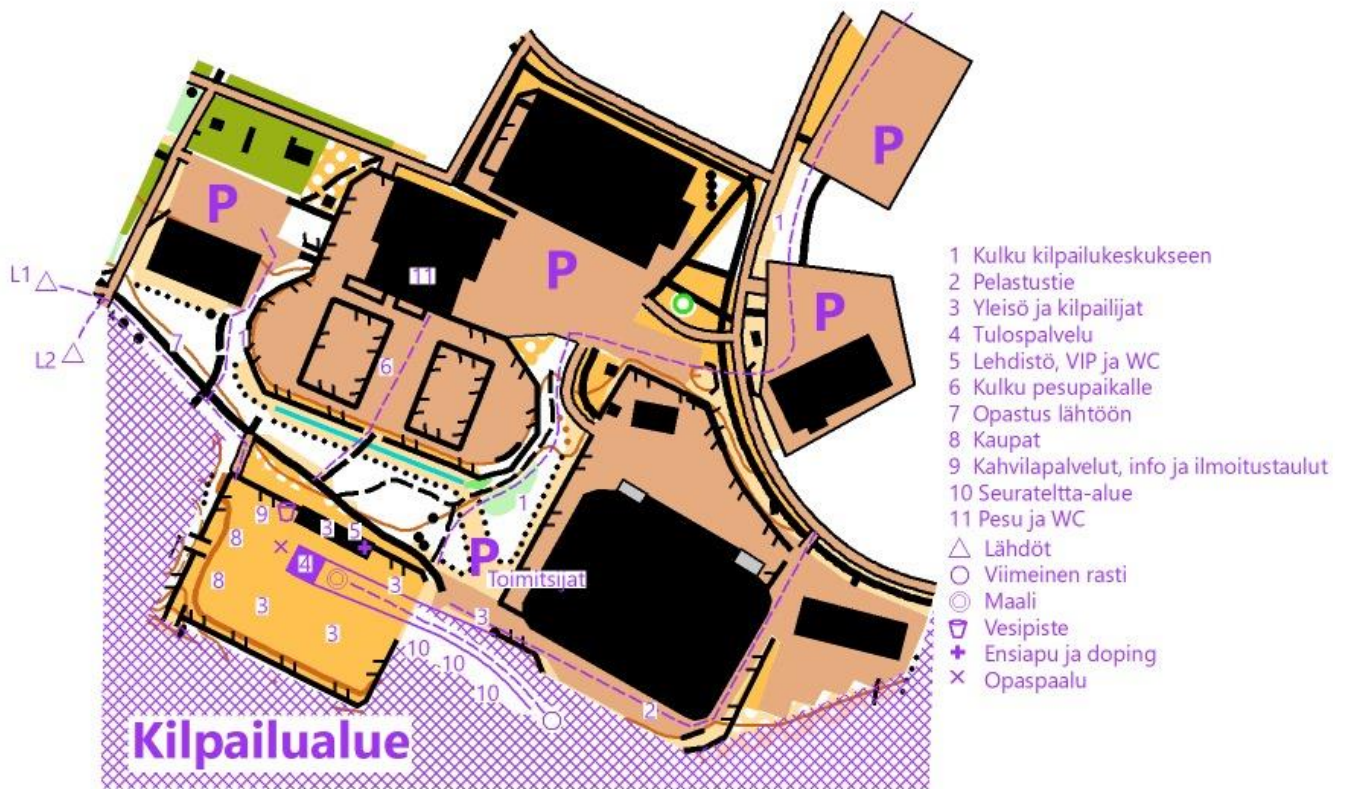 P
P
P
P
1
11
L1
L2
7
1
6
1
9
3
5
8
4
P
Toimitsijat
8
3
3
3
3
10
10
10
2
Kilpailualue
1 Kulku kilpailukeskukseen
2 Pelastustie
3 Yleisö ja kilpailijat
4 Tulospalvelu
5 Lehdistö, VIP ja WC
6 Kulku pesupaikalle
7 Opastus lähtöön
8 Kaupat
9 Kahvilapalvelut, info ja ilmoitustaulut
10 Seurateltta-alue
11 Pesu ja WC
Lähdöt
Viimeinen rasti
Maali
Vesipiste
Ensiapu ja doping
Opaspaalu